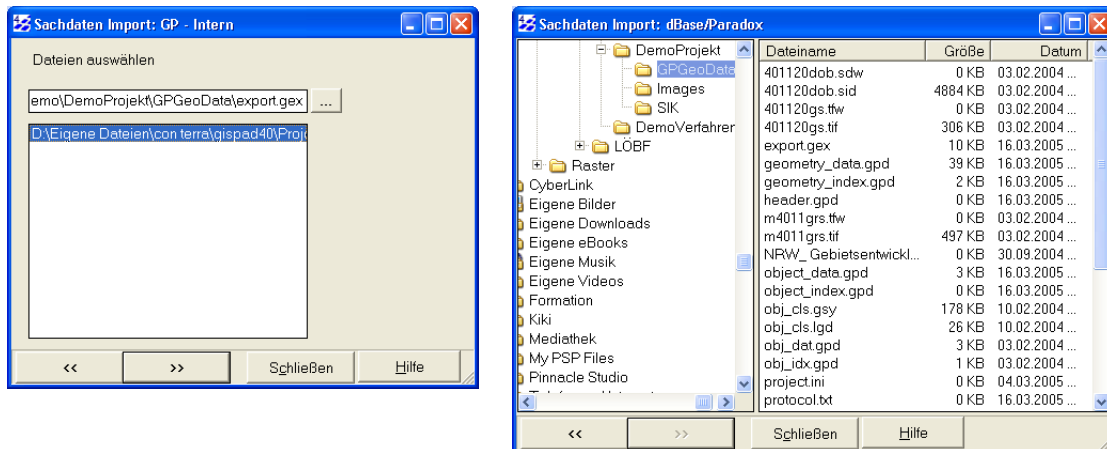 Sachdaten Import: GP - Intern
Dateien auswählen
emo\DemoProjekt\GPGeoData\export.gex ...
D:\Eigene Dateien\con terra\gispad40\Proj
<< >> Schließen Hilfe
Sachdaten Import: dBase/Paradox
DemoProjekt
GPGeoData
Images
SIK
DemoVerfahren
LÖBF
Raster
CyberLink
Eigene Bilder
Eigene Downloads
Eigene eBooks
Eigene Musik
Eigene Videos
Formation
Kiki
Mediathek
My PSP Files
Pinnacle Studio
Dateiname Größe Datum
401120dob.sdw 0 KB 03.02.2004 ...
401120dob.sid 4884 KB 03.02.2004 ...
401120gs.tfw 0 KB 03.02.2004 ...
401120gs.tif 306 KB 03.02.2004 ...
export.gex 10 KB 16.03.2005 ...
geometry_data.gpd 39 KB 16.03.2005 ...
geometry_index.gpd 2 KB 16.03.2005 ...
header.gpd 0 KB 16.03.2005 ...
m4011grs.tfw 0 KB 03.02.2004 ...
m4011grs.tif 497 KB 03.02.2004 ...
NRW_ Gebietsentwickl... 0 KB 30.09.2004 ...
object_data.gpd 3 KB 16.03.2005 ...
object_index.gpd 0 KB 16.03.2005 ...
obj_cls.gsy 178 KB 10.02.2004 ...
obj_cls.lgd 26 KB 10.02.2004 ...
obj_dat.gpd 3 KB 03.02.2004 ...
obj_idx.gpd 1 KB 03.02.2004 ...
project.ini 0 KB 04.03.2005 ...
protocol.txt 0 KB 16.03.2005 ...
<< >> Schließen Hilfe